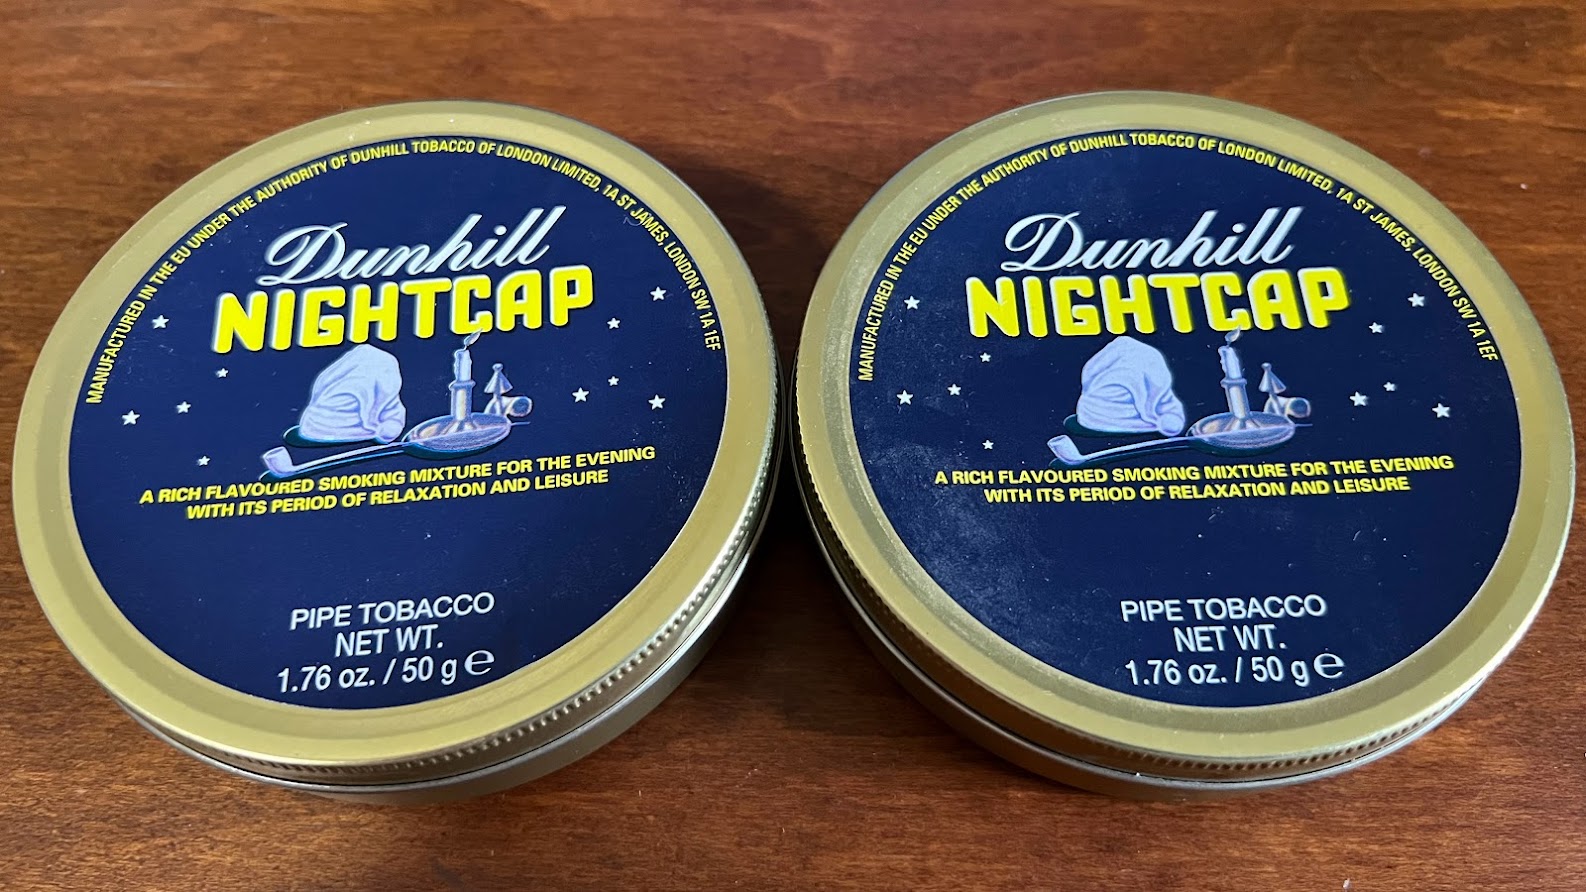 MANUFACTURED IN THE EU UNDER THE AUTHORITY OF DUNHILL TOBACCO OF LONDON LIMITED, 1A ST JAMES, LONDON SW1A 1EF
Dunhill
NIGHTCAP
A RICH FLAVOURED SMOKING MIXTURE FOR THE EVENING
WITH ITS PERIOD OF RELAXATION AND LEISURE
PIPE TOBACCO
NET WT.
1.76 oz. / 50 g ℮
MANUFACTURED IN THE EU UNDER THE AUTHORITY OF DUNHILL TOBACCO OF LONDON LIMITED, 1A ST JAMES, LONDON SW1A 1EF
Dunhill
NIGHTCAP
A RICH FLAVOURED SMOKING MIXTURE FOR THE EVENING
WITH ITS PERIOD OF RELAXATION AND LEISURE
PIPE TOBACCO
NET WT.
1.76 oz. / 50 g ℮